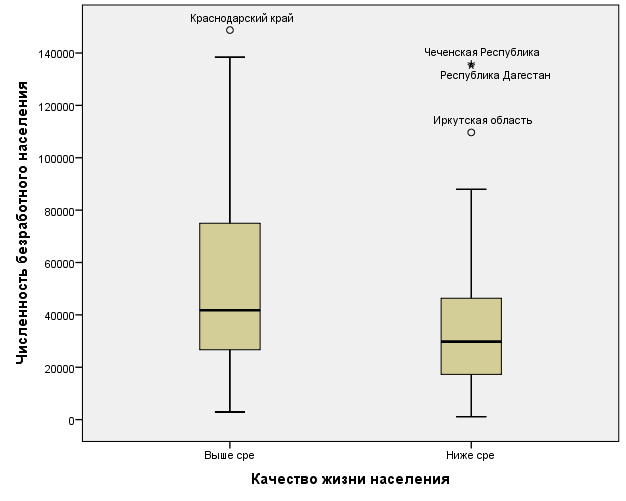 Краснодарский край
Чеченская Республика
Республика Дагестан
Иркутская область
140000
120000
100000
80000
60000
40000
20000
0
Численность безработного населения
Выше сре
Ниже сре
Качество жизни населения